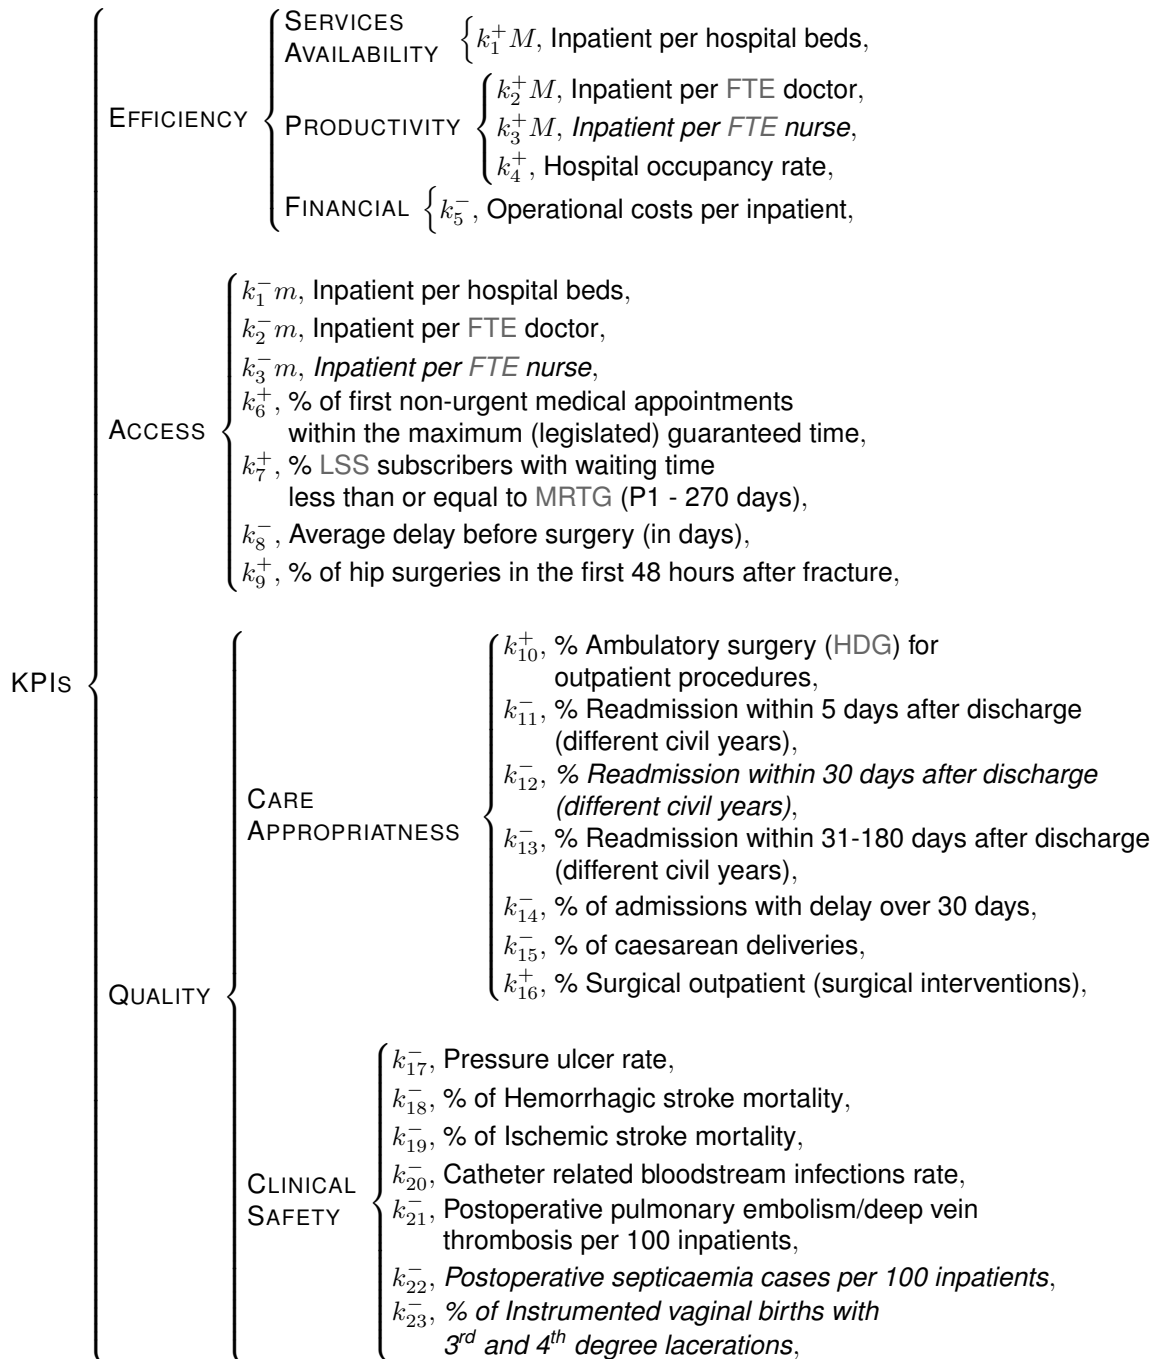 KPIs
EFFICIENCY
SERVICES
AVAILABILITY
k₁⁺M, Inpatient per hospital beds,
PRODUCTIVITY
k₂⁺M, Inpatient per FTE doctor,
k₃⁺M, Inpatient per FTE nurse,
k₄⁺, Hospital occupancy rate,
FINANCIAL
k₅⁻, Operational costs per inpatient,
ACCESS
k₁⁻m, Inpatient per hospital beds,
k₂⁻m, Inpatient per FTE doctor,
k₃⁻m, Inpatient per FTE nurse,
k₆⁺, % of first non-urgent medical appointments
within the maximum (legislated) guaranteed time,
k₇⁺, % LSS subscribers with waiting time
less than or equal to MRTG (P1 - 270 days),
k₈⁻, Average delay before surgery (in days),
k₉⁺, % of hip surgeries in the first 48 hours after fracture,
QUALITY
CARE
APPROPRIATNESS
k₁₀⁺, % Ambulatory surgery (HDG) for
outpatient procedures,
k₁₁⁻, % Readmission within 5 days after discharge
(different civil years),
k₁₂⁻, % Readmission within 30 days after discharge
(different civil years),
k₁₃⁻, % Readmission within 31-180 days after discharge
(different civil years),
k₁₄⁻, % of admissions with delay over 30 days,
k₁₅⁻, % of caesarean deliveries,
k₁₆⁺, % Surgical outpatient (surgical interventions),
CLINICAL
SAFETY
k₁₇⁻, Pressure ulcer rate,
k₁₈⁻, % of Hemorrhagic stroke mortality,
k₁₉⁻, % of Ischemic stroke mortality,
k₂₀⁻, Catheter related bloodstream infections rate,
k₂₁⁻, Postoperative pulmonary embolism/deep vein
thrombosis per 100 inpatients,
k₂₂⁻, Postoperative septicaemia cases per 100 inpatients,
k₂₃⁻, % of Instrumented vaginal births with
3rd and 4th degree lacerations,